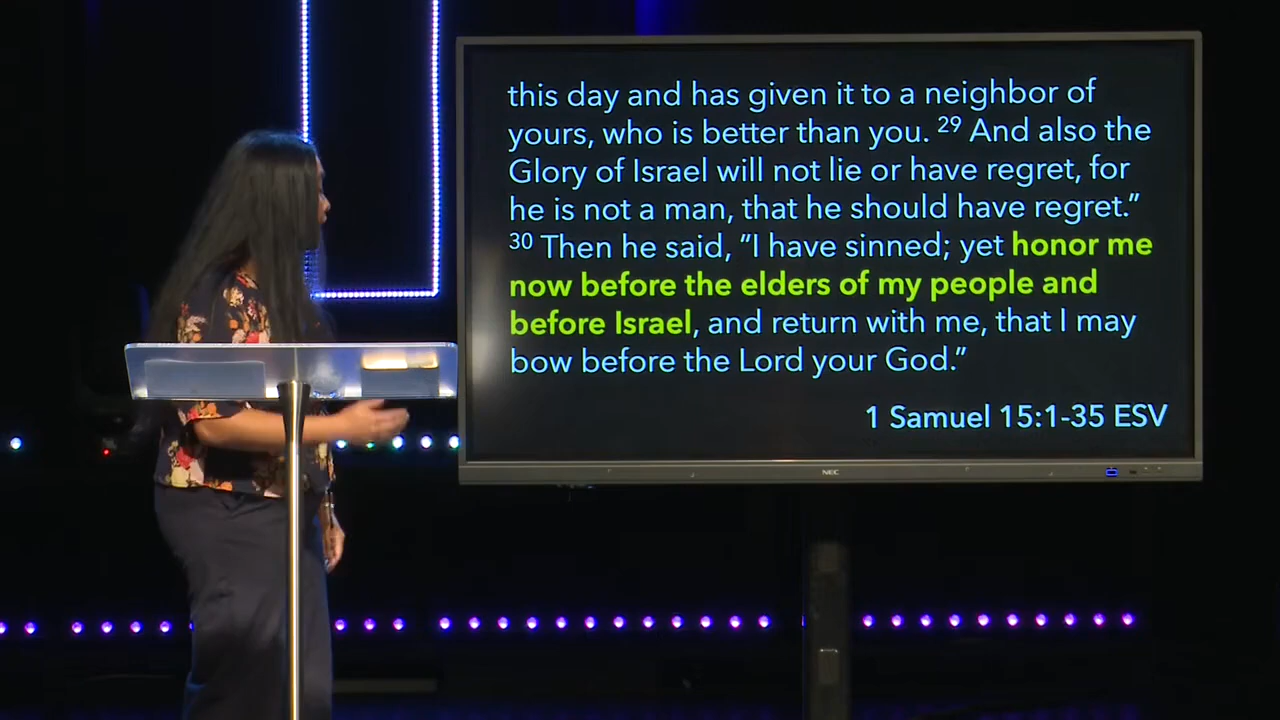 this day and has given it to a neighbor of
yours, who is better than you. 29 And also the
Glory of Israel will not lie or have regret, for
he is not a man, that he should have regret.”
30 Then he said, “I have sinned; yet honor me
now before the elders of my people and
before Israel, and return with me, that I may
bow before the Lord your God.”
1 Samuel 15:1-35 ESV
NEC